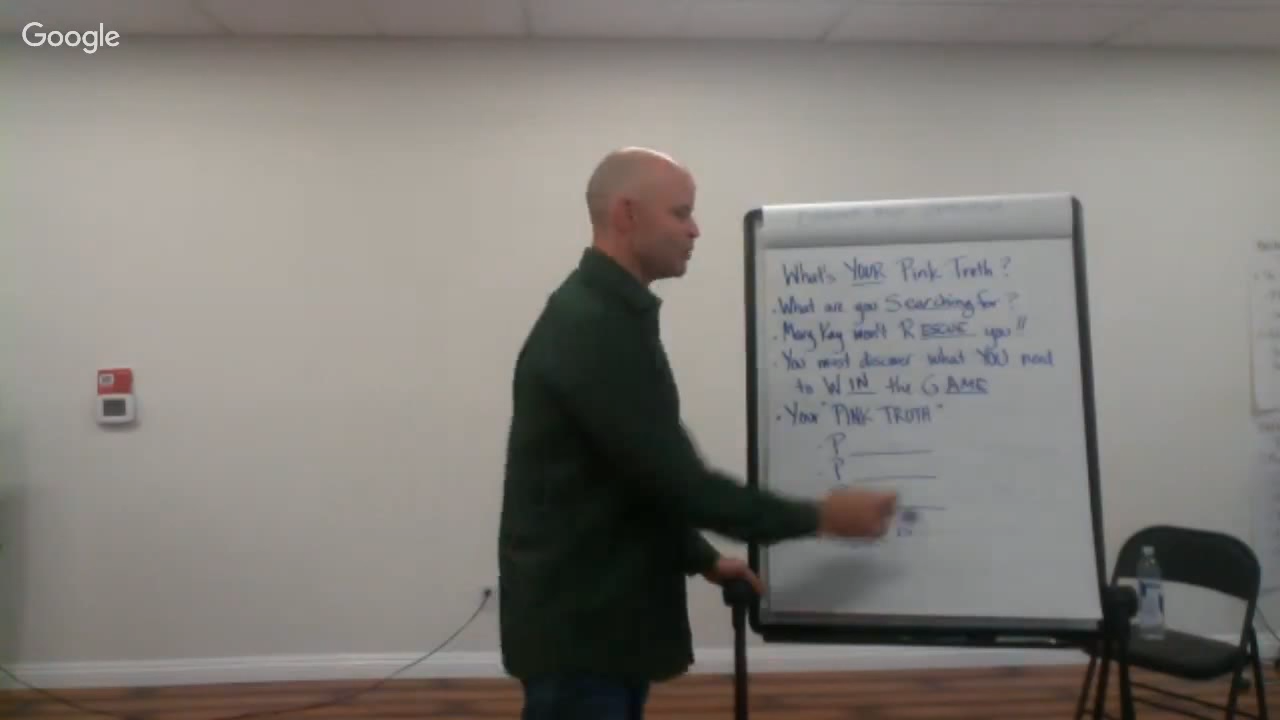 Google
What's YOUR Pink Truth?
• What are you Searching for?
• Mary Kay won't RESCUE you!!
• You must discover what YOU need
to WIN the GAME
• Your "PINK TRUTH"
P
P